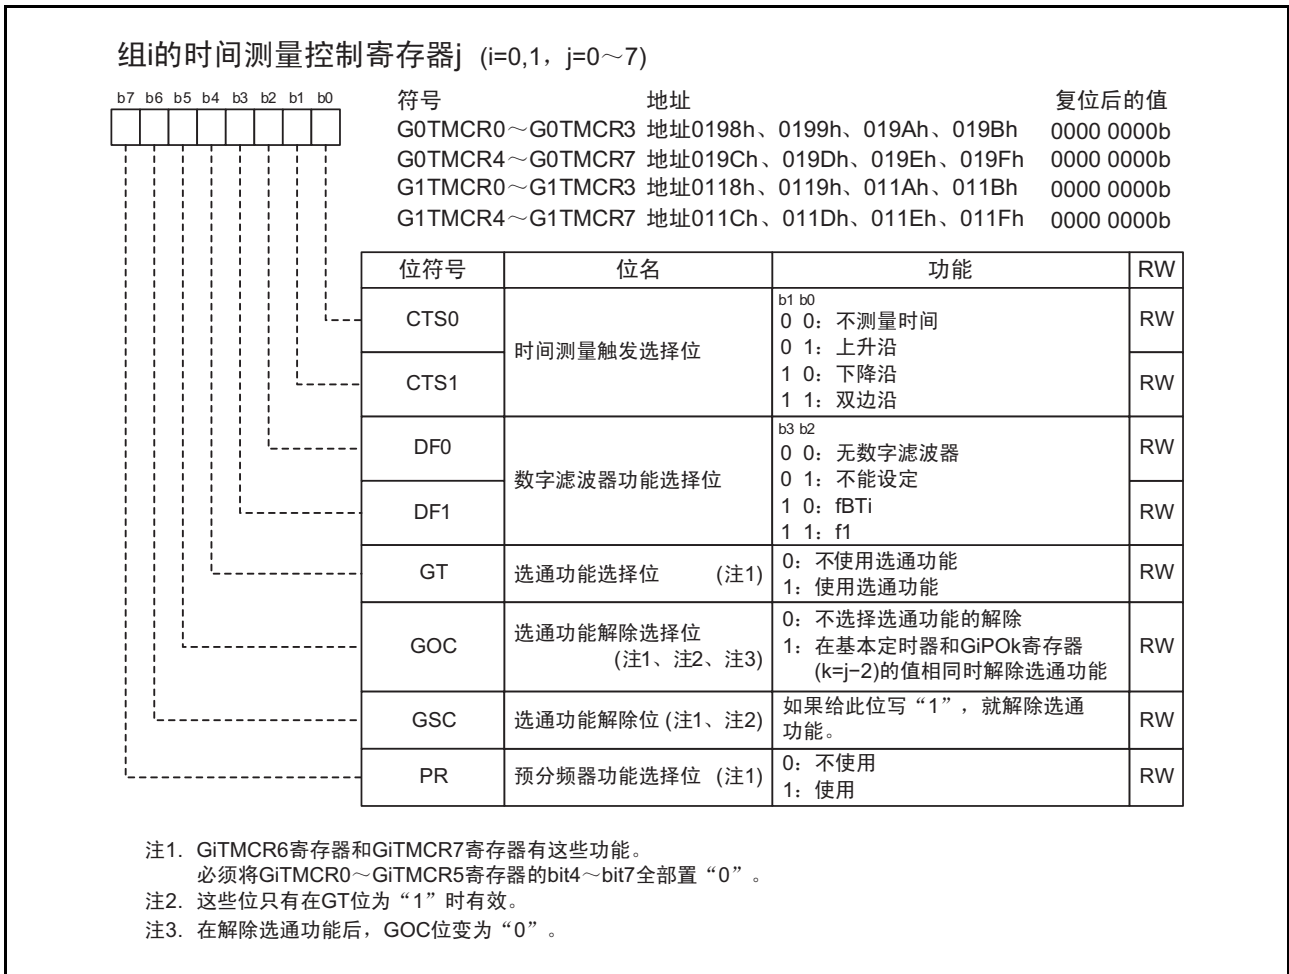 组i的时间测量控制寄存器j (i=0,1，j=0～7)
b7 b6 b5 b4 b3 b2 b1 b0
符号 地址 复位后的值
G0TMCR0～G0TMCR3 地址0198h、0199h、019Ah、019Bh 0000 0000b
G0TMCR4～G0TMCR7 地址019Ch、019Dh、019Eh、019Fh 0000 0000b
G1TMCR0～G1TMCR3 地址0118h、0119h、011Ah、011Bh 0000 0000b
G1TMCR4～G1TMCR7 地址011Ch、011Dh、011Eh、011Fh 0000 0000b
位符号 位名 功能 RW
CTS0 RW
CTS1 RW
时间测量触发选择位
b1 b0
0 0：不测量时间
0 1：上升沿
1 0：下降沿
1 1：双边沿
DF0 RW
DF1 RW
数字滤波器功能选择位
b3 b2
0 0：无数字滤波器
0 1：不能设定
1 0：fBTi
1 1：f1
GT 选通功能选择位 (注1) RW
0：不使用选通功能
1：使用选通功能
GOC RW
选通功能解除选择位
(注1、注2、注3)
0：不选择选通功能的解除
1：在基本定时器和GiPOk寄存器
(k=j−2)的值相同时解除选通功能
GSC 选通功能解除位 (注1、注2) RW
如果给此位写“1”，就解除选通
功能。
PR 预分频器功能选择位 (注1) RW
0：不使用
1：使用
注1. GiTMCR6寄存器和GiTMCR7寄存器有这些功能。
必须将GiTMCR0～GiTMCR5寄存器的bit4～bit7全部置“0”。
注2. 这些位只有在GT位为“1”时有效。
注3. 在解除选通功能后，GOC位变为“0”。